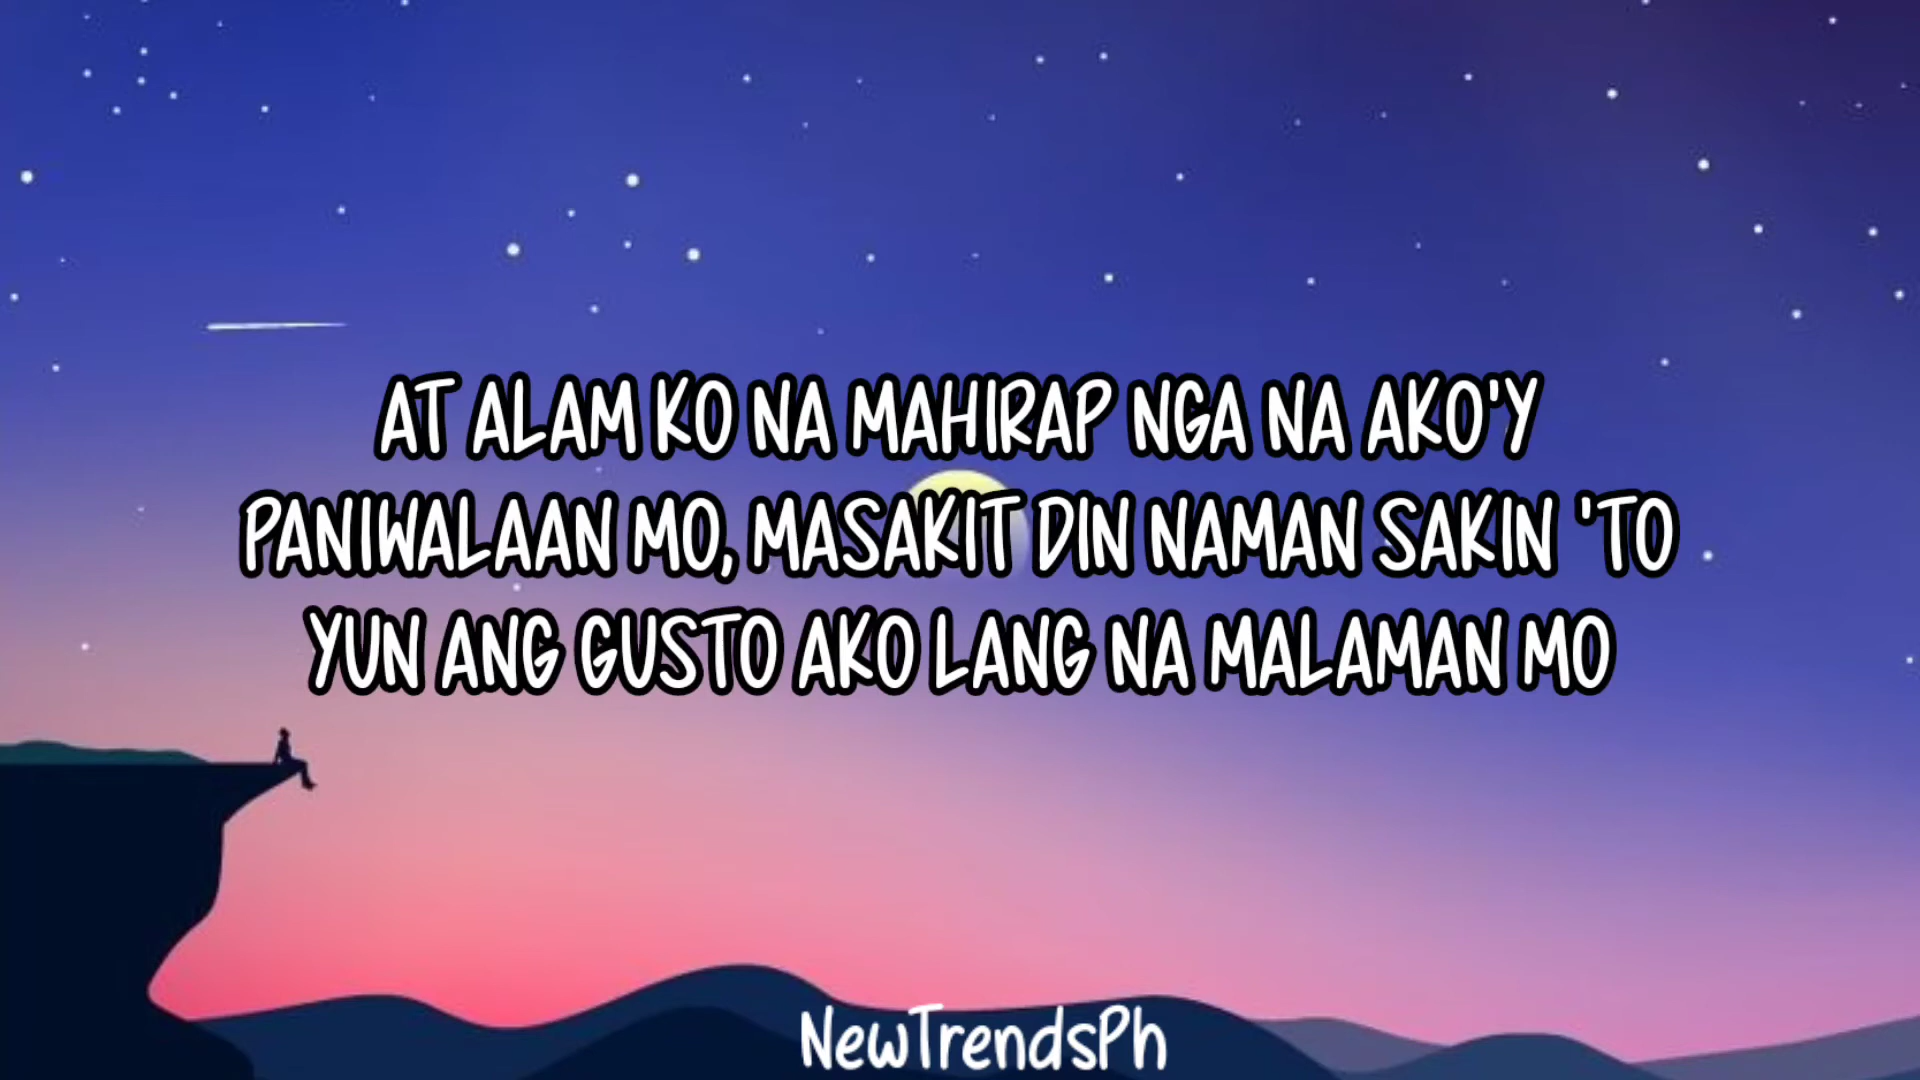 AT ALAM KO NA MAHIRAP NGA NA AKO'Y
PANIWALAAN MO, MASAKIT DIN NAMAN SAKIN 'TO
YUN ANG GUSTO AKO LANG NA MALAMAN MO
NewTrendsPh